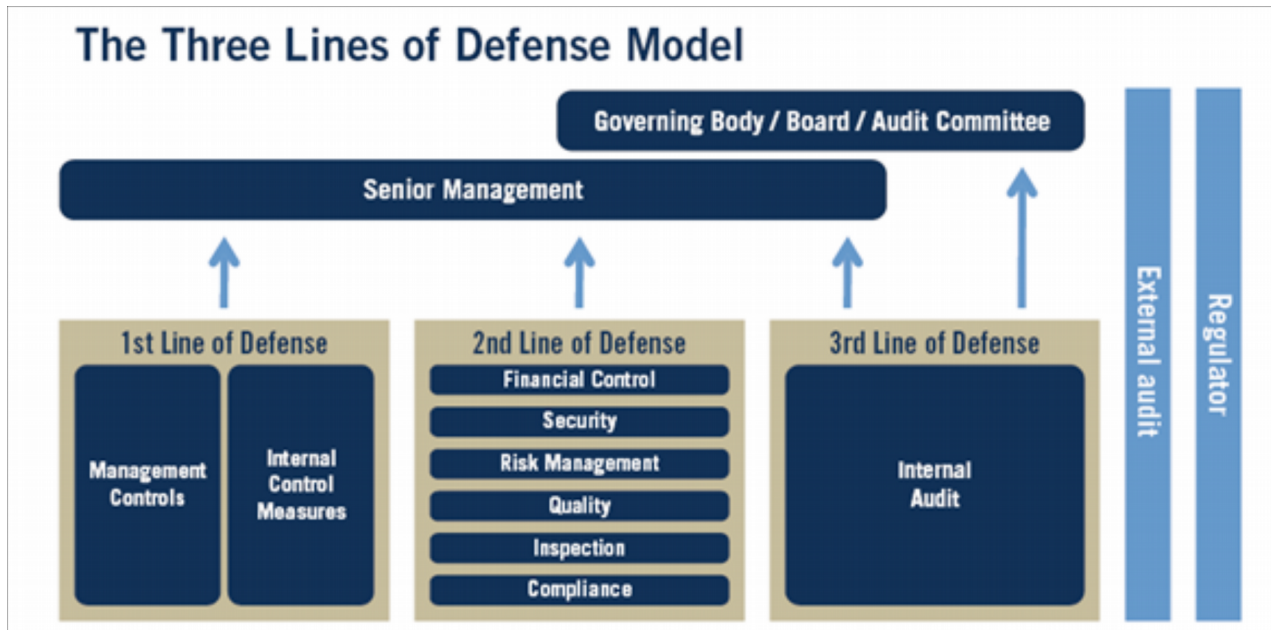 The Three Lines of Defense Model
Governing Body / Board / Audit Committee
Senior Management
1st Line of Defense
Management
Controls
Internal
Control
Measures
2nd Line of Defense
Financial Control
Security
Risk Management
Quality
Inspection
Compliance
3rd Line of Defense
Internal
Audit
External audit
Regulator